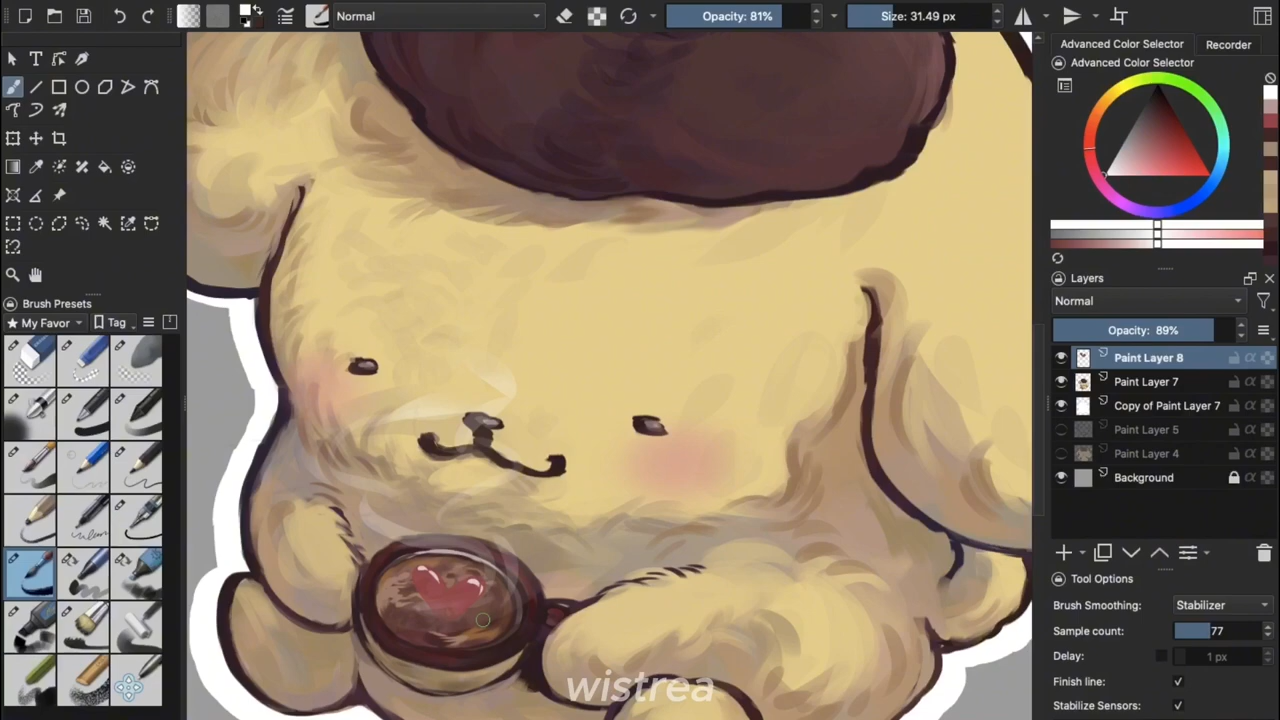 Normal
Opacity: 81%
Size: 31.49 px
Advanced Color Selector
Recorder
Advanced Color Selector
Brush Presets
My Favor
Tag
Layers
Normal
Opacity: 89%
Paint Layer 8
Paint Layer 7
Copy of Paint Layer 7
Paint Layer 5
Paint Layer 4
Background
Tool Options
Brush Smoothing: Stabilizer
Sample count: 77
Delay: 1 px
Finish line:
Stabilize Sensors:
wistrea